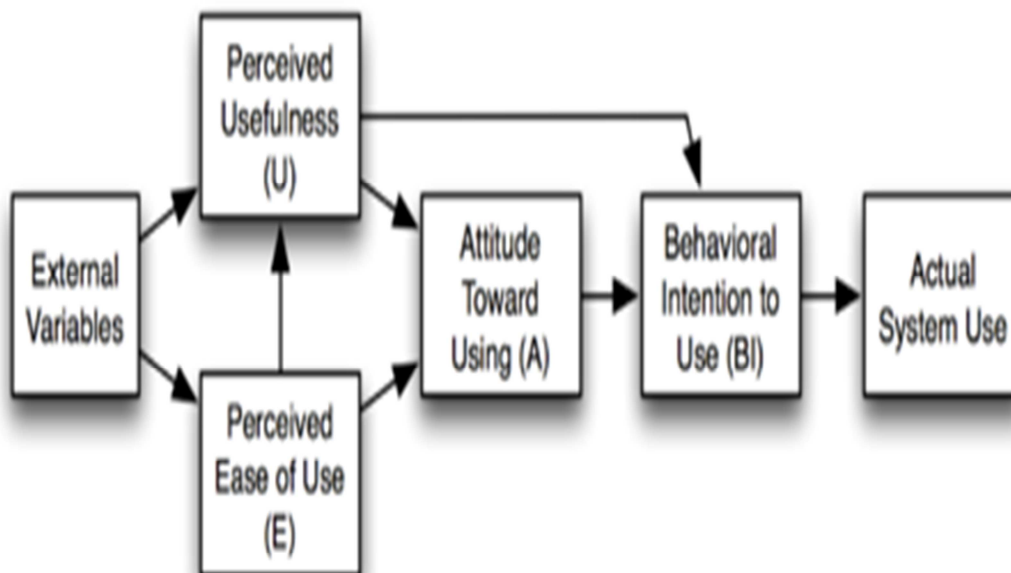 Perceived
Usefulness
(U)
External
Variables
Perceived
Ease of Use
(E)
Attitude
Toward
Using (A)
Behavioral
Intention to
Use (BI)
Actual
System Use